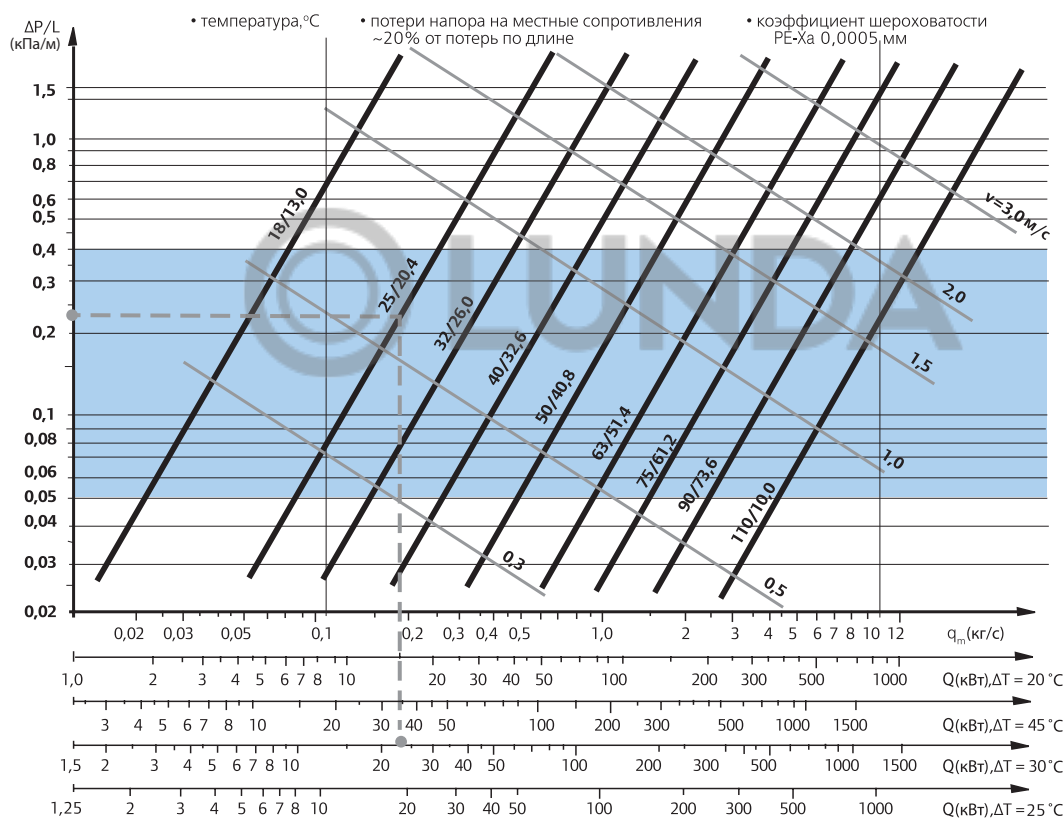 ΔP/L
(кПа/м)
• температура,°C
• потери напора на местные сопротивления
~20% от потерь по длине
• коэффициент шероховатости
PE-Xa 0,0005 мм
1,5
1,0
0,8
0,6
0,5
0,4
0,3
0,2
0,1
0,08
0,06
0,05
0,04
0,03
0,02
18/13,0
25/20,4
32/26,0
40/32,6
50/40,8
63/51,4
75/61,2
90/73,6
110/10,0
v=3,0м/с
2,0
1,5
1,0
0,5
0,3
LUNDA
0,02 0,03 0,05 0,1 0,2 0,3 0,4 0,5 1,0 2 3 4 5 6 7 8 10 12 qm(кг/с)
1,0 2 3 4 5 6 7 8 10 20 30 40 50 100 200 300 500 1000 Q(кВт),ΔT = 20 °C
3 4 5 6 7 8 10 20 30 40 50 100 200 300 500 1000 1500 Q(кВт),ΔT = 45 °C
1,5 2 3 4 5 6 7 8 10 20 30 40 50 100 200 300 500 1000 1500 Q(кВт),ΔT = 30 °C
1,25 2 3 4 5 6 7 8 10 20 30 40 50 100 200 300 500 1000 Q(кВт),ΔT = 25 °C